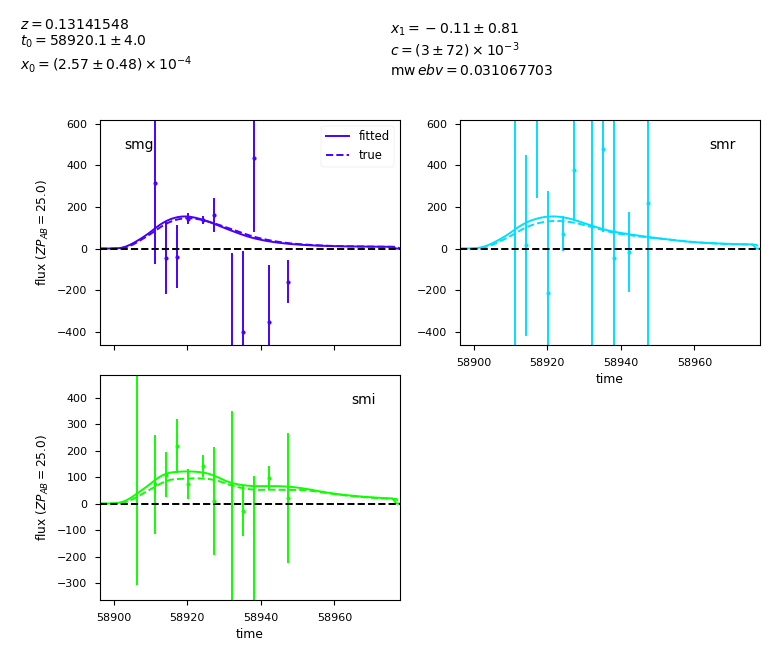 z = 0.13141548
t₀ = 58920.1 ± 4.0
x₀ = (2.57 ± 0.48) × 10⁻⁴
x₁ = −0.11 ± 0.81
c = (3 ± 72) × 10⁻³
mw ebv = 0.031067703
600
400
200
0
−200
−400
flux (ZP_AB = 25.0)
smg
fitted
true
600
400
200
0
−200
−400
smr
58900
58920
58940
58960
time
400
300
200
100
0
−100
−200
−300
flux (ZP_AB = 25.0)
smi
58900
58920
58940
58960
time